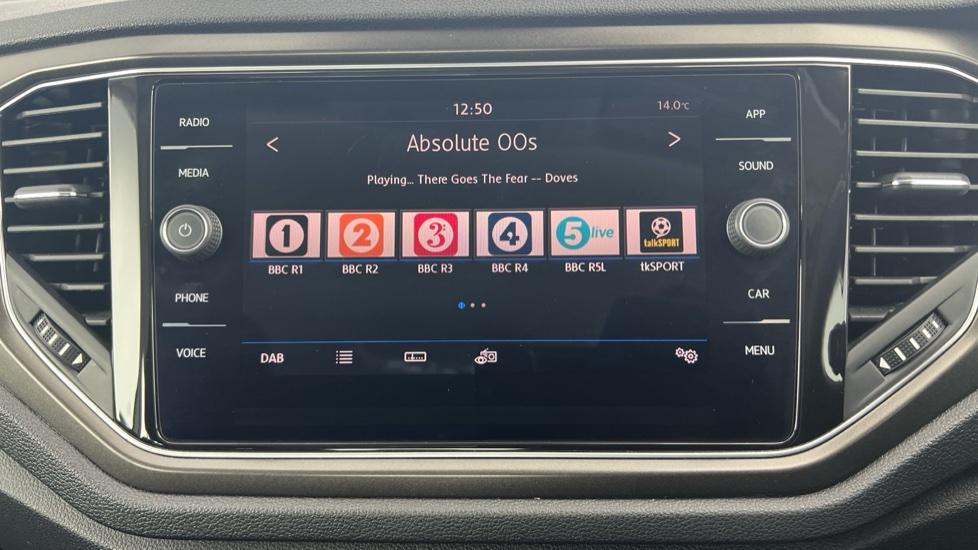 12:50
14.0°C
RADIO
MEDIA
PHONE
VOICE
<
Absolute 00s
>
Playing... There Goes The Fear -- Doves
1
2
3
4
5 live
talkSPORT
BBC R1
BBC R2
BBC R3
BBC R4
BBC R5L
tkSPORT
DAB
APP
SOUND
CAR
MENU